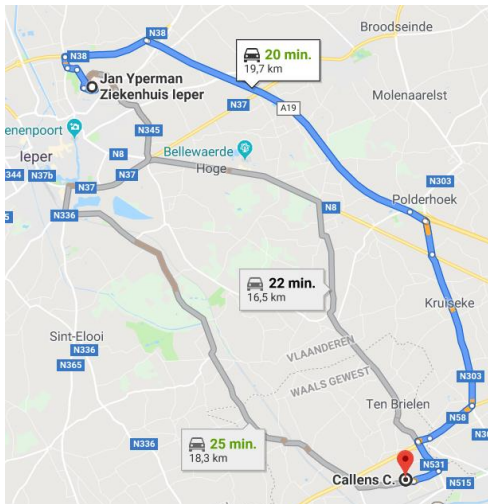 Broodseinde
N38
N38
20 min.
19,7 km
Jan Yperman
Ziekenhuis Ieper
Molenaarelst
N37
A19
enenpoort
N345
Ieper
N8
Bellewaerde
Hoge
N303
344
N37b
N37
N37
Polderhoek
N336
N8
22 min.
16,5 km
Kruiseke
Sint-Elooi
VLAANDEREN
N336
N365
WAALS GEWEST
N303
Ten Brielen
N58
25 min.
18,3 km
N336
N531
Callens C.
N515